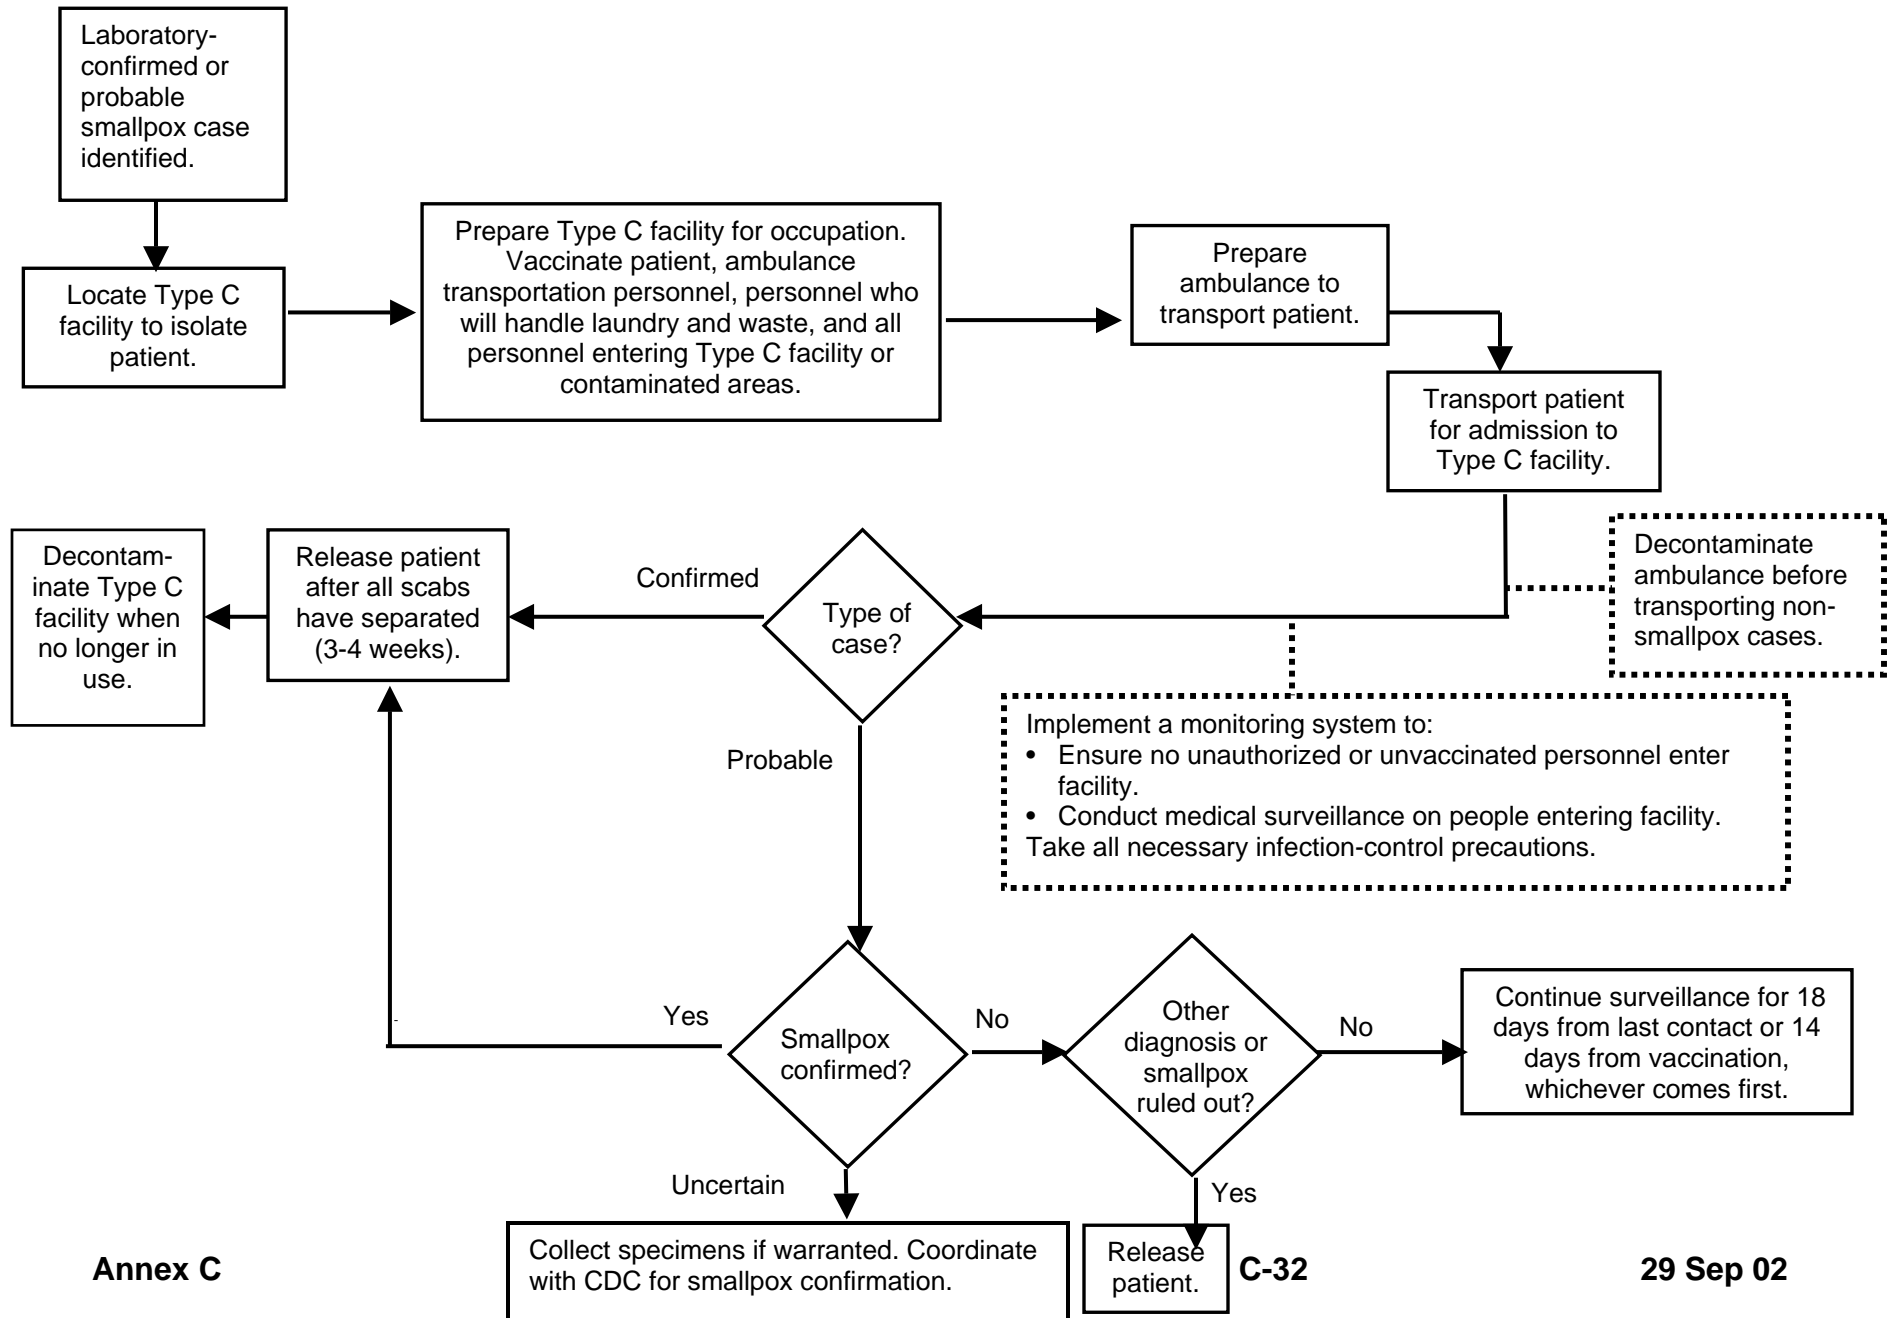 Laboratory-
confirmed or
probable
smallpox case
identified.
Locate Type C
facility to isolate
patient.
Prepare Type C facility for occupation.
Vaccinate patient, ambulance
transportation personnel, personnel who
will handle laundry and waste, and all
personnel entering Type C facility or
contaminated areas.
Prepare
ambulance to
transport patient.
Transport patient
for admission to
Type C facility.
Decontaminate
ambulance before
transporting non-
smallpox cases.
Implement a monitoring system to:
• Ensure no unauthorized or unvaccinated personnel enter
facility.
• Conduct medical surveillance on people entering facility.
Take all necessary infection-control precautions.
Type of
case?
Confirmed
Release patient
after all scabs
have separated
(3-4 weeks).
Decontam-
inate Type C
facility when
no longer in
use.
Probable
Smallpox
confirmed?
Yes
No
Other
diagnosis or
smallpox
ruled out?
No
Continue surveillance for 18
days from last contact or 14
days from vaccination,
whichever comes first.
Uncertain
Collect specimens if warranted. Coordinate
with CDC for smallpox confirmation.
Yes
Release
patient.
Annex C
C-32
29 Sep 02